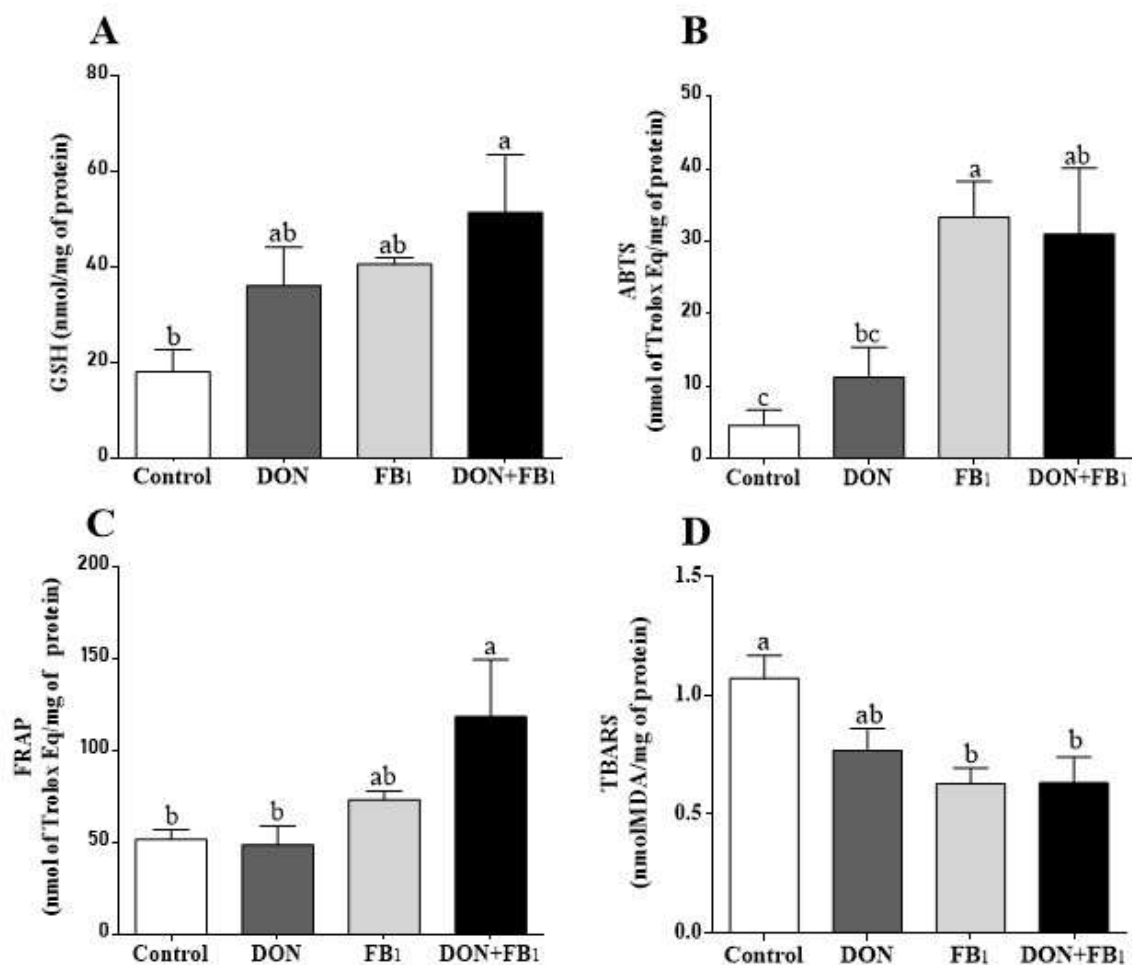 A
GSH (nmol/mg of protein)
80
60
40
20
0
b
ab
ab
a
Control DON FB1 DON+FB1
B
ABTS
(nmol of Trolox Eq/mg of protein)
50
40
30
20
10
0
c
bc
a
ab
Control DON FB1 DON+FB1
C
FRAP
(nmol of Trolox Eq/mg of protein)
200
150
100
50
0
b
b
ab
a
Control DON FB1 DON+FB1
D
TBARS
(nmolMDA/mg of protein)
1.5
1.0
0.5
0.0
a
ab
b
b
Control DON FB1 DON+FB1